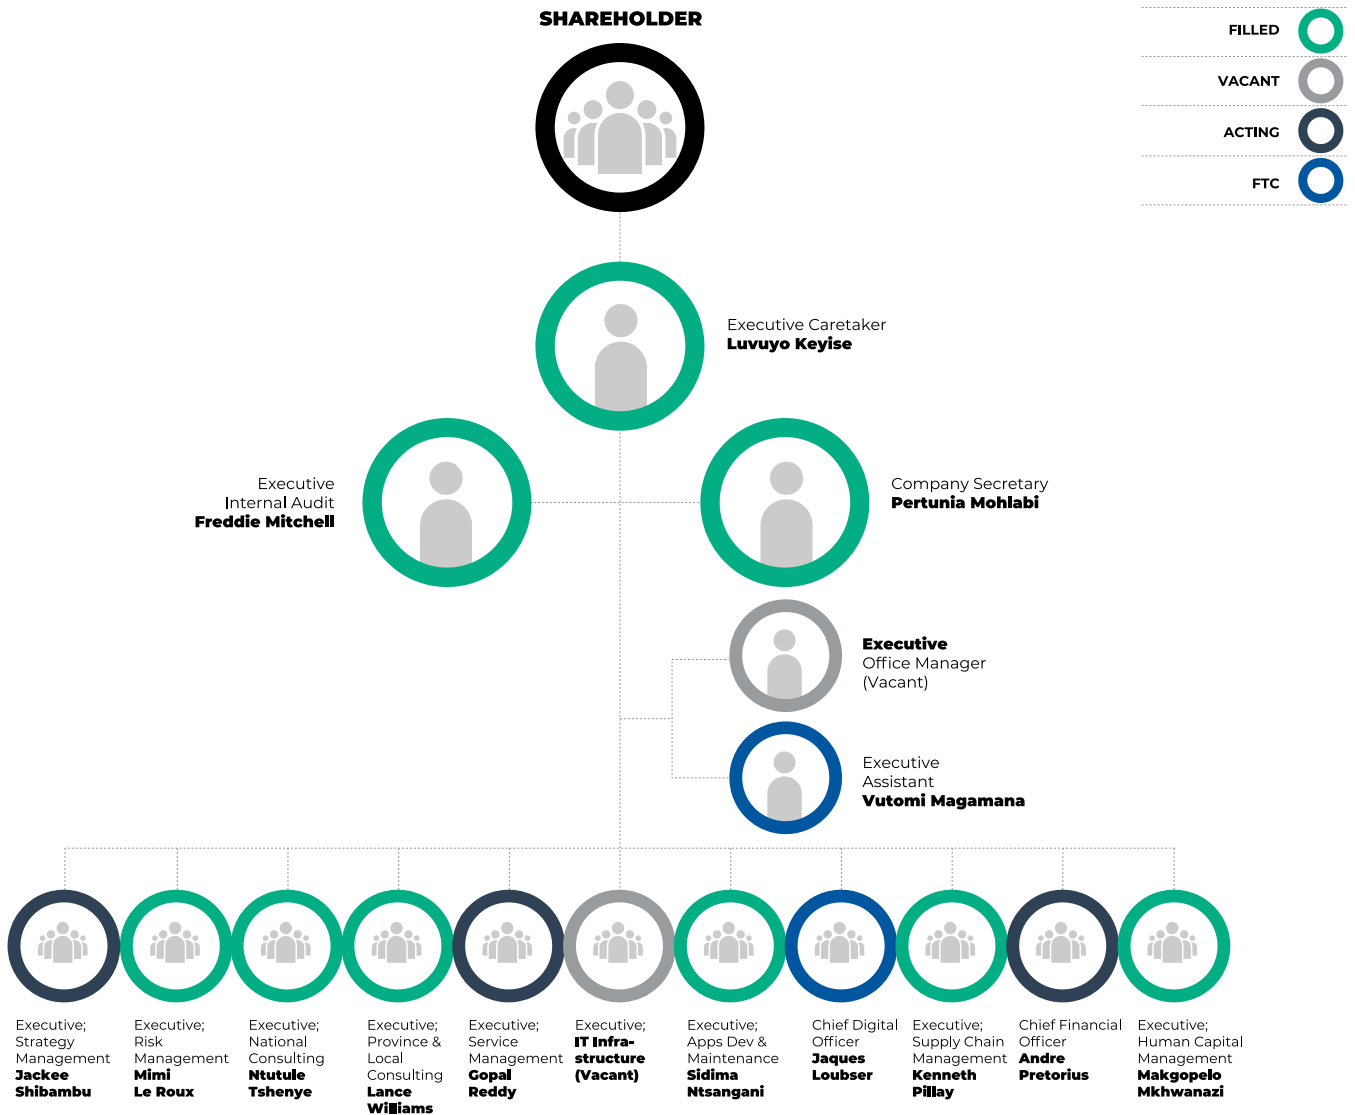 SHAREHOLDER
FILLED
VACANT
ACTING
FTC
Executive Caretaker
Luvuyo Keyise
Executive
Internal Audit
Freddie Mitchell
Company Secretary
Pertunia Mohlabi
Executive
Office Manager
(Vacant)
Executive
Assistant
Vutomi Magamana
Executive;
Strategy
Management
Jackee
Shibambu
Executive;
Risk
Management
Mimi
Le Roux
Executive;
National
Consulting
Ntutule
Tshenye
Executive;
Province &
Local
Consulting
Lance
Williams
Executive;
Service
Management
Gopal
Reddy
Executive;
IT Infra-
structure
(Vacant)
Executive;
Apps Dev &
Maintenance
Sidima
Ntsangani
Chief Digital
Officer
Jaques
Loubser
Executive;
Supply Chain
Management
Kenneth
Pillay
Chief Financial
Officer
Andre
Pretorius
Executive;
Human Capital
Management
Makgopelo
Mkhwanazi